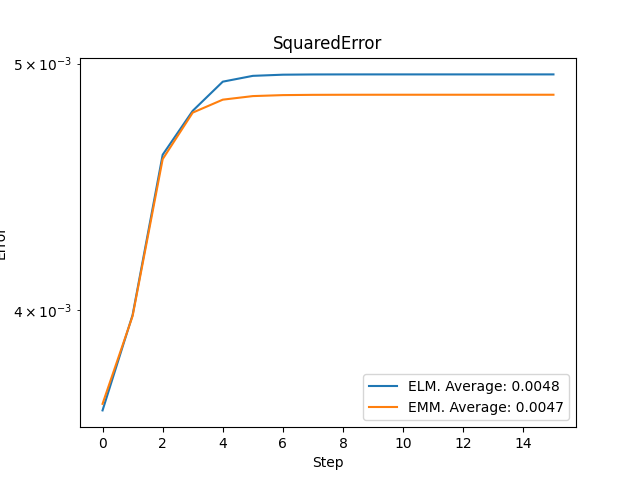 SquaredError
5 × 10⁻³
4 × 10⁻³
Error
ELM. Average: 0.0048
EMM. Average: 0.0047
0 2 4 6 8 10 12 14
Step